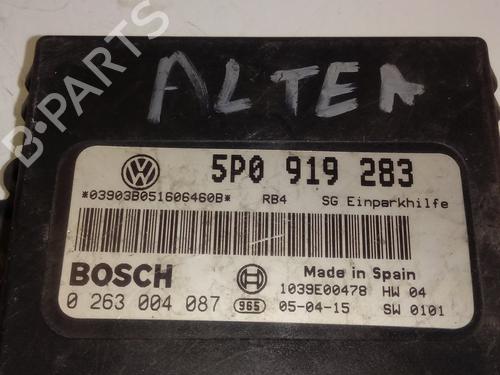 B-PARTS
ALTEA
5P0 919 283
*03903B051606460B* RB4 SG Einparkhilfe
BOSCH
Made in Spain
1039E00478 HW 04
0 263 004 087 965 05-04-15 SW 0101